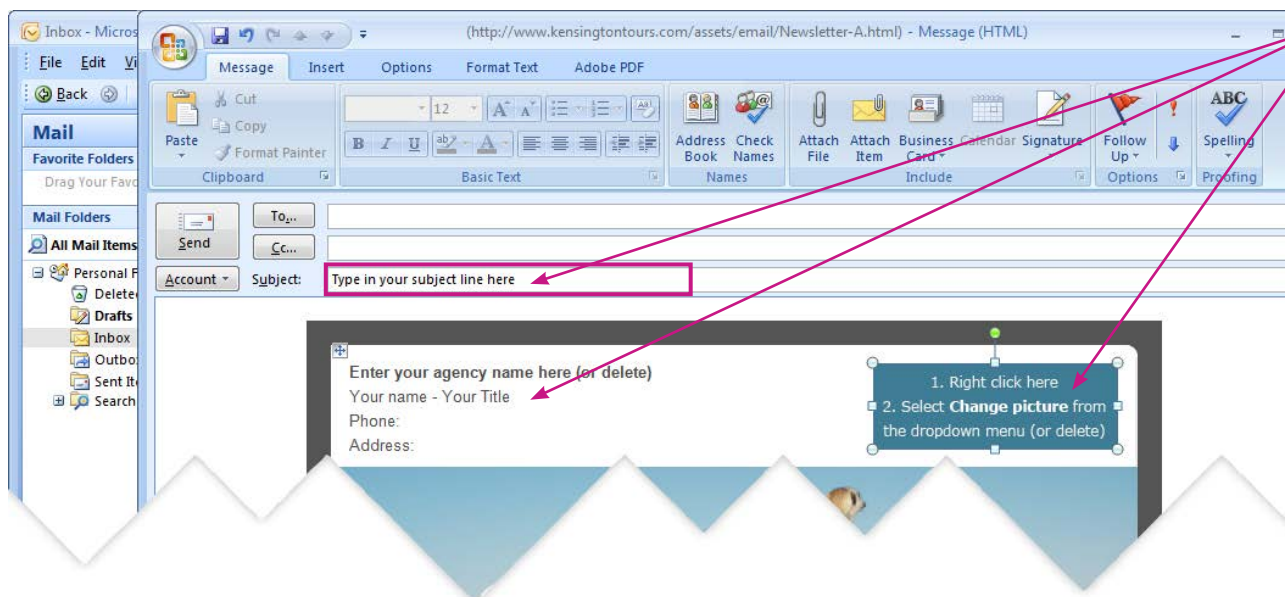 Inbox - Micros
(http://www.kensingtontours.com/assets/email/Newsletter-A.html) - Message (HTML)
File Edit Vi
Message Insert Options Format Text Adobe PDF
Back
Cut
Copy
Format Painter
Paste
Clipboard
12
B I U
Basic Text
Address Book
Check Names
Names
Attach File
Attach Item
Business Card
Calendar
Signature
Include
Follow Up
Options
ABC
Spelling
Proofing
Mail
Favorite Folders
Drag Your Favo
Mail Folders
All Mail Items
Personal F
Delete
Drafts
Inbox
Outbo
Sent Ite
Search
Send
To...
Cc...
Account
Subject: Type in your subject line here
Enter your agency name here (or delete)
Your name - Your Title
Phone:
Address:
1. Right click here
2. Select Change picture from
the dropdown menu (or delete)